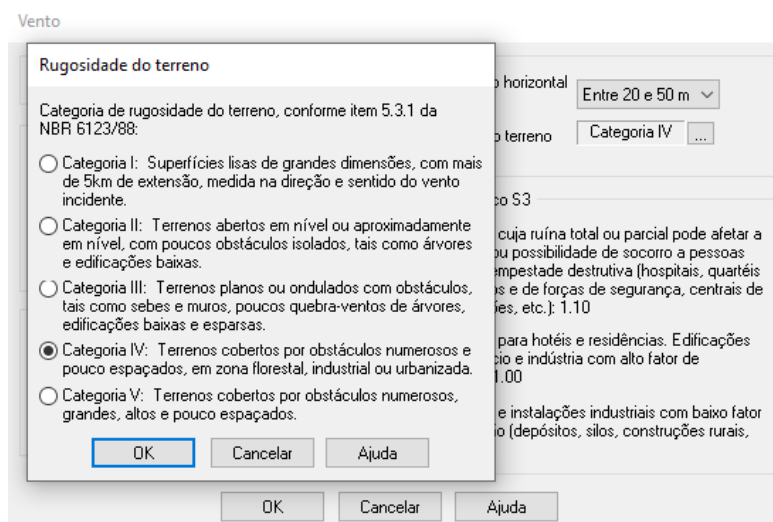 Vento
Rugosidade do terreno
Categoria de rugosidade do terreno, conforme item 5.3.1 da
NBR 6123/88:
Categoria I: Superfícies lisas de grandes dimensões, com mais
de 5km de extensão, medida na direção e sentido do vento
incidente.
Categoria II: Terrenos abertos em nível ou aproximadamente
em nível, com poucos obstáculos isolados, tais como árvores
e edificações baixas.
Categoria III: Terrenos planos ou ondulados com obstáculos,
tais como sebes e muros, poucos quebra-ventos de árvores,
edificações baixas e esparsas.
Categoria IV: Terrenos cobertos por obstáculos numerosos e
pouco espaçados, em zona florestal, industrial ou urbanizada.
Categoria V: Terrenos cobertos por obstáculos numerosos,
grandes, altos e pouco espaçados.
OK Cancelar Ajuda
horizontal Entre 20 e 50 m
terreno Categoria IV ...
S3
cuja ruína total ou parcial pode afetar a
ou possibilidade de socorro a pessoas
tempestade destrutiva (hospitais, quartéis
e de forças de segurança, centrais de
etc.): 1.10
para hotéis e residências. Edificações
e indústria com alto fator de
1.00
e instalações industriais com baixo fator
(depósitos, silos, construções rurais,
OK Cancelar Ajuda